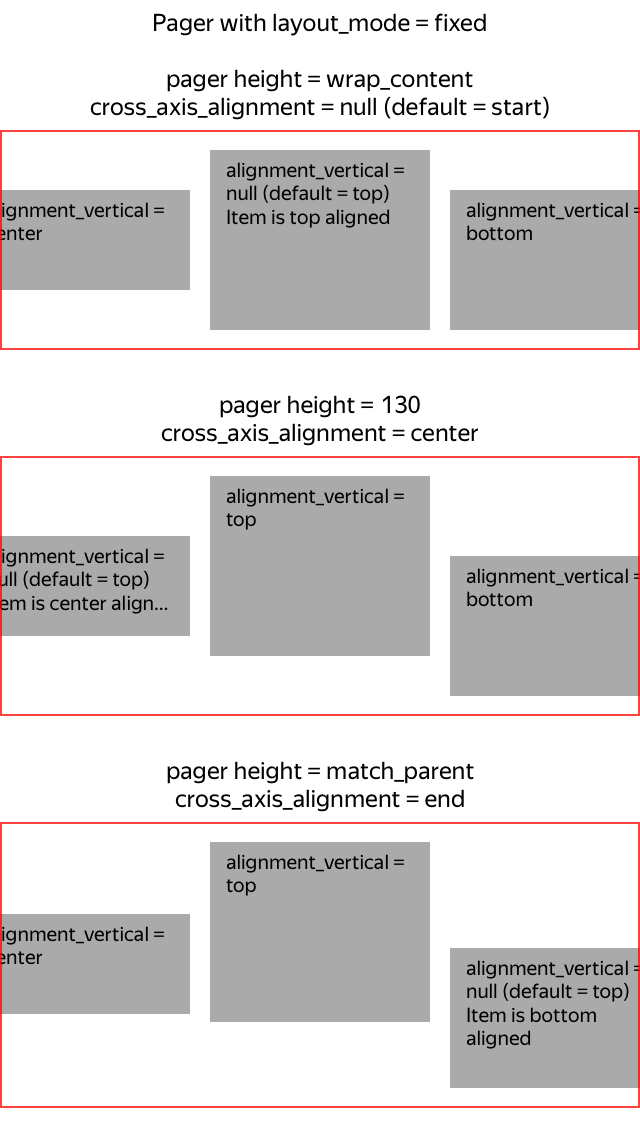 Pager with layout_mode = fixed
pager height = wrap_content
cross_axis_alignment = null (default = start)
ignment_vertical =
enter
alignment_vertical =
null (default = top)
Item is top aligned
alignment_vertical =
bottom
pager height = 130
cross_axis_alignment = center
ignment_vertical =
ull (default = top)
em is center align...
alignment_vertical =
top
alignment_vertical =
bottom
pager height = match_parent
cross_axis_alignment = end
ignment_vertical =
enter
alignment_vertical =
top
alignment_vertical =
null (default = top)
Item is bottom
aligned